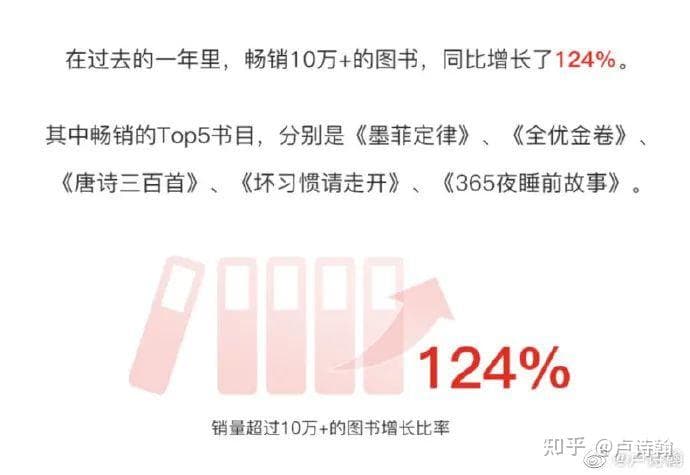 在过去的一年里，畅销10万+的图书，同比增长了124%。
其中畅销的Top5书目，分别是《墨菲定律》、《全优金卷》、
《唐诗三百首》、《坏习惯请走开》、《365夜睡前故事》。
124%
销量超过10万+的图书增长比率
知乎 @卢诗翰
@卢诗翰